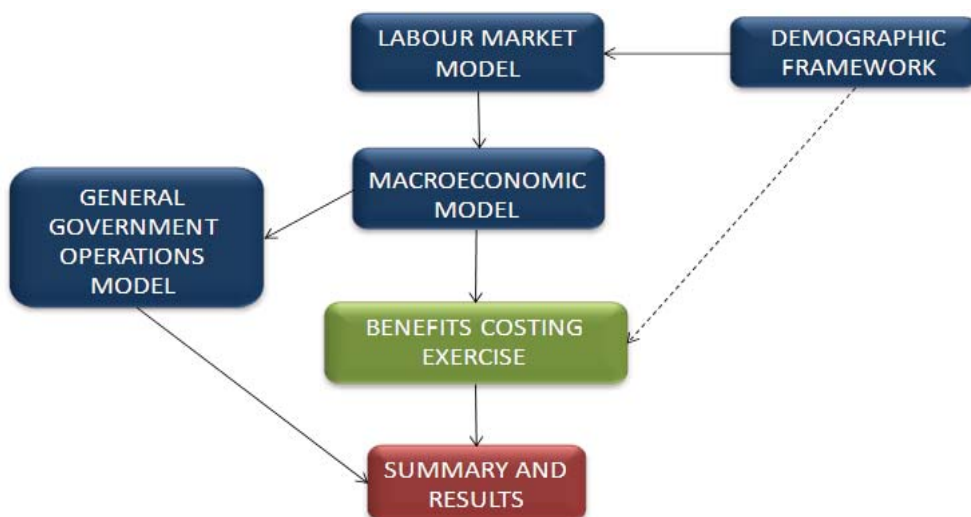 LABOUR MARKET
MODEL
DEMOGRAPHIC
FRAMEWORK
MACROECONOMIC
MODEL
GENERAL
GOVERNMENT
OPERATIONS
MODEL
BENEFITS COSTING
EXERCISE
SUMMARY AND
RESULTS